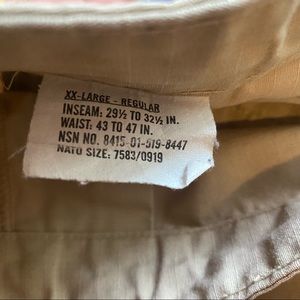 XX-LARGE - REGULAR
INSEAM: 29½ TO 32½ IN.
WAIST: 43 TO 47 IN.
NSN NO. 8415-01-519-8447
NATO SIZE: 7583/0919